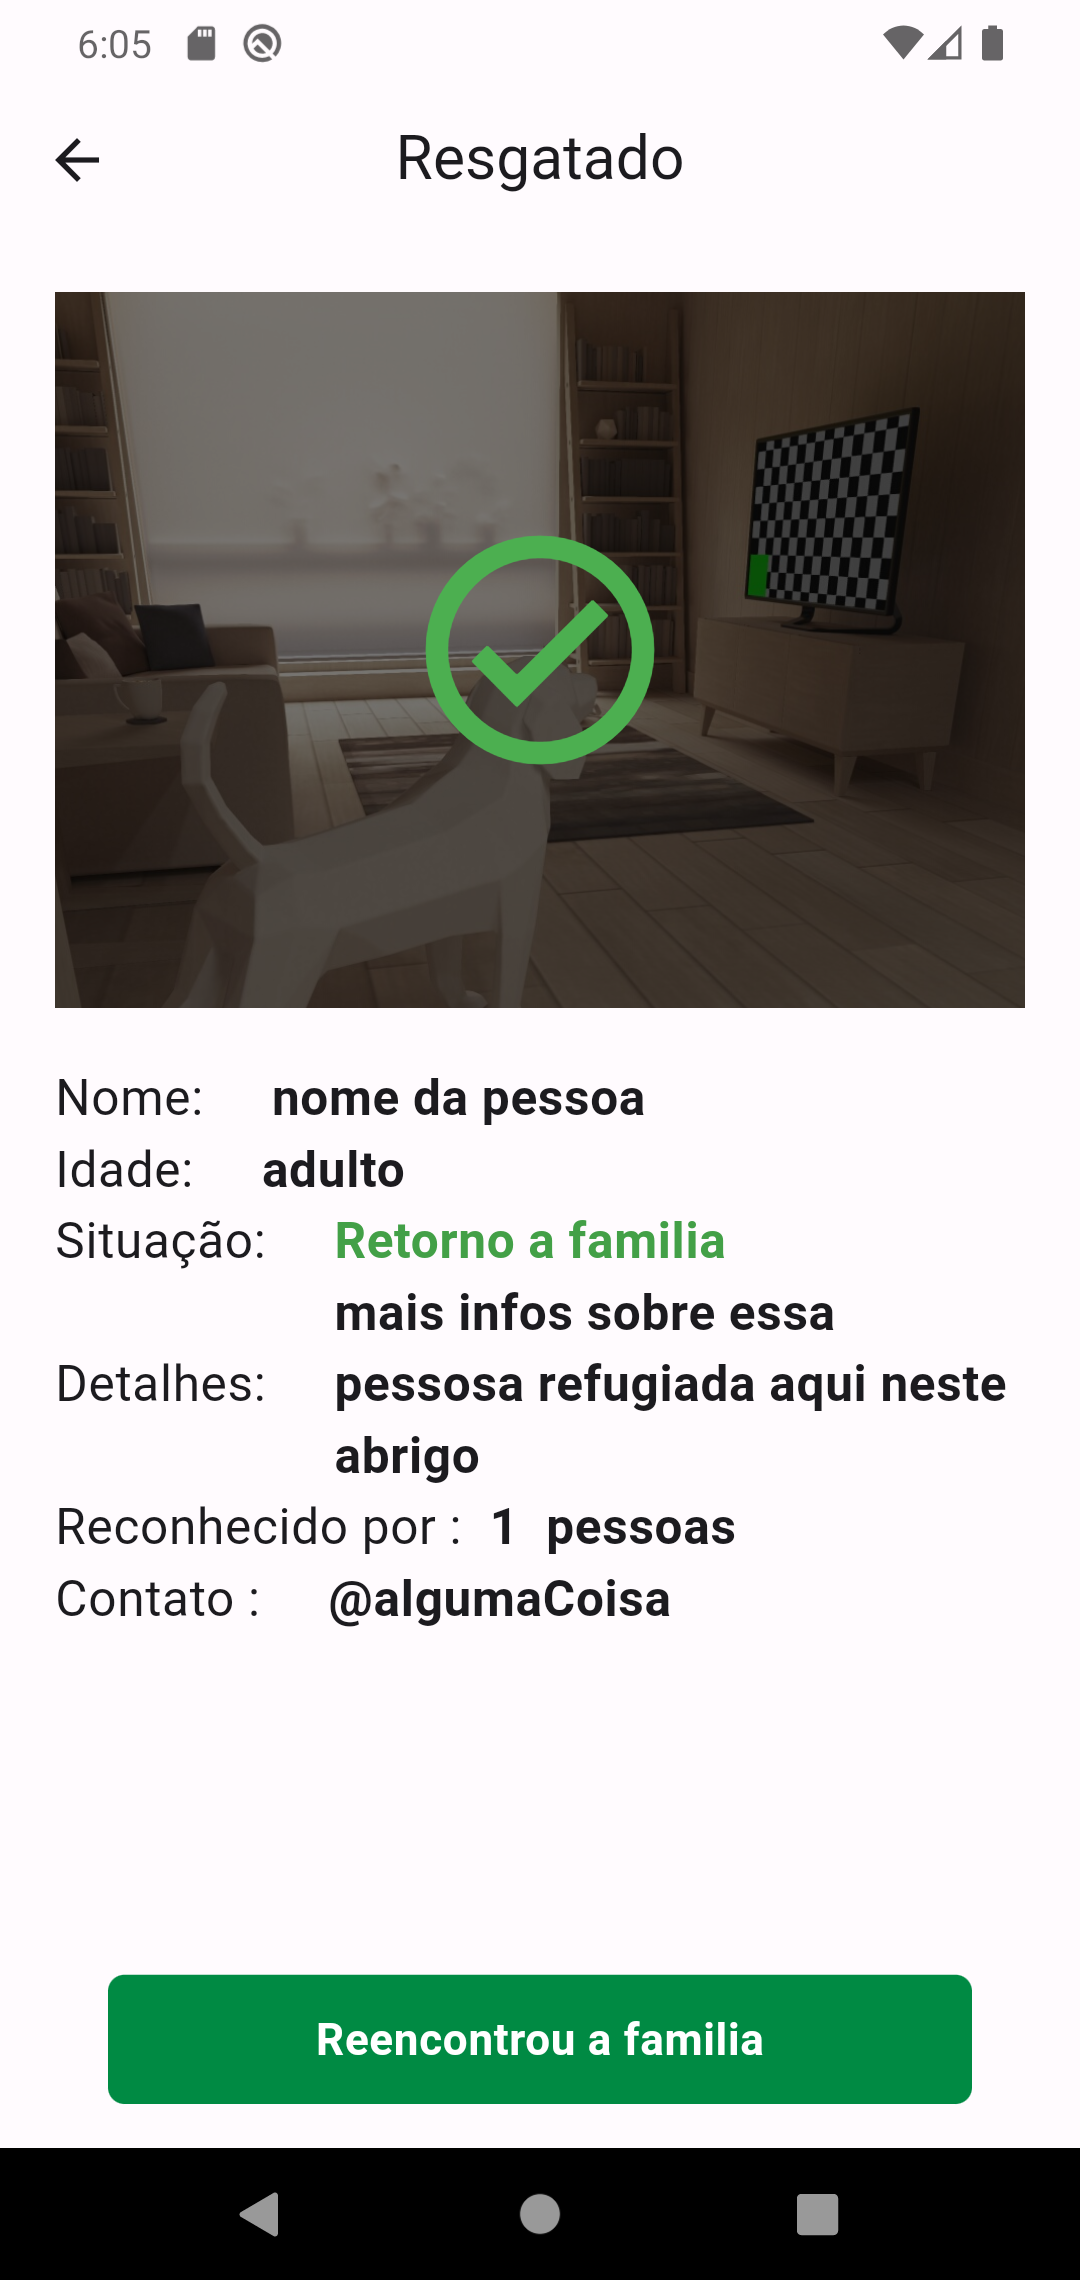 6:05
Resgatado
Nome: nome da pessoa
Idade: adulto
Situação: Retorno a familia
mais infos sobre essa
Detalhes: pessosa refugiada aqui neste
abrigo
Reconhecido por : 1 pessoas
Contato : @algumaCoisa
Reencontrou a familia